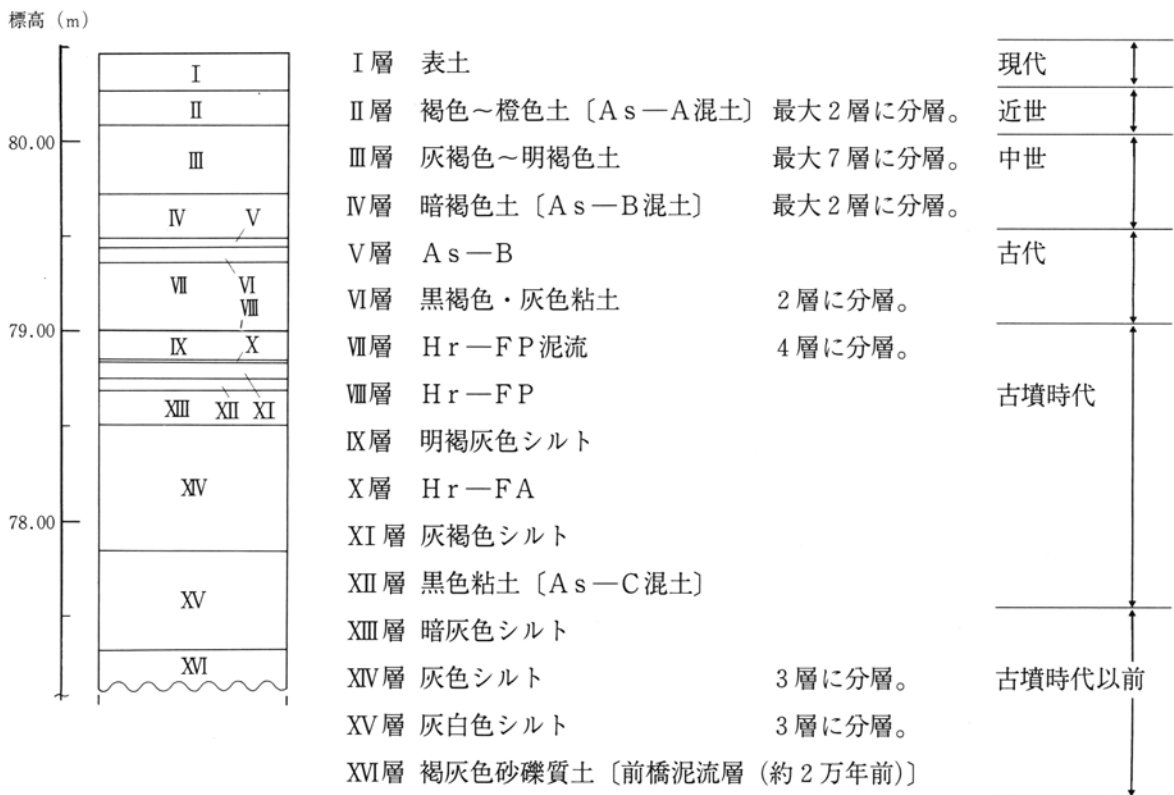 標高（m）
80.00
79.00
78.00
Ⅰ
Ⅱ
Ⅲ
Ⅳ Ⅴ
Ⅶ Ⅵ
Ⅷ
Ⅸ Ⅹ
XIII XII XI
XIV
XV
XVI
Ⅰ層 表土
Ⅱ層 褐色～橙色土〔As—A混土〕 最大2層に分層。
Ⅲ層 灰褐色～明褐色土 最大7層に分層。
Ⅳ層 暗褐色土〔As—B混土〕 最大2層に分層。
Ⅴ層 As—B
Ⅵ層 黒褐色・灰色粘土 2層に分層。
Ⅶ層 Hr—FP泥流 4層に分層。
Ⅷ層 Hr—FP
Ⅸ層 明褐灰色シルト
Ⅹ層 Hr—FA
XI層 灰褐色シルト
XII層 黒色粘土〔As—C混土〕
XIII層 暗灰色シルト
XIV層 灰色シルト 3層に分層。
XV層 灰白色シルト 3層に分層。
XVI層 褐灰色砂礫質土〔前橋泥流層（約2万年前）〕
現代
近世
中世
古代
古墳時代
古墳時代以前